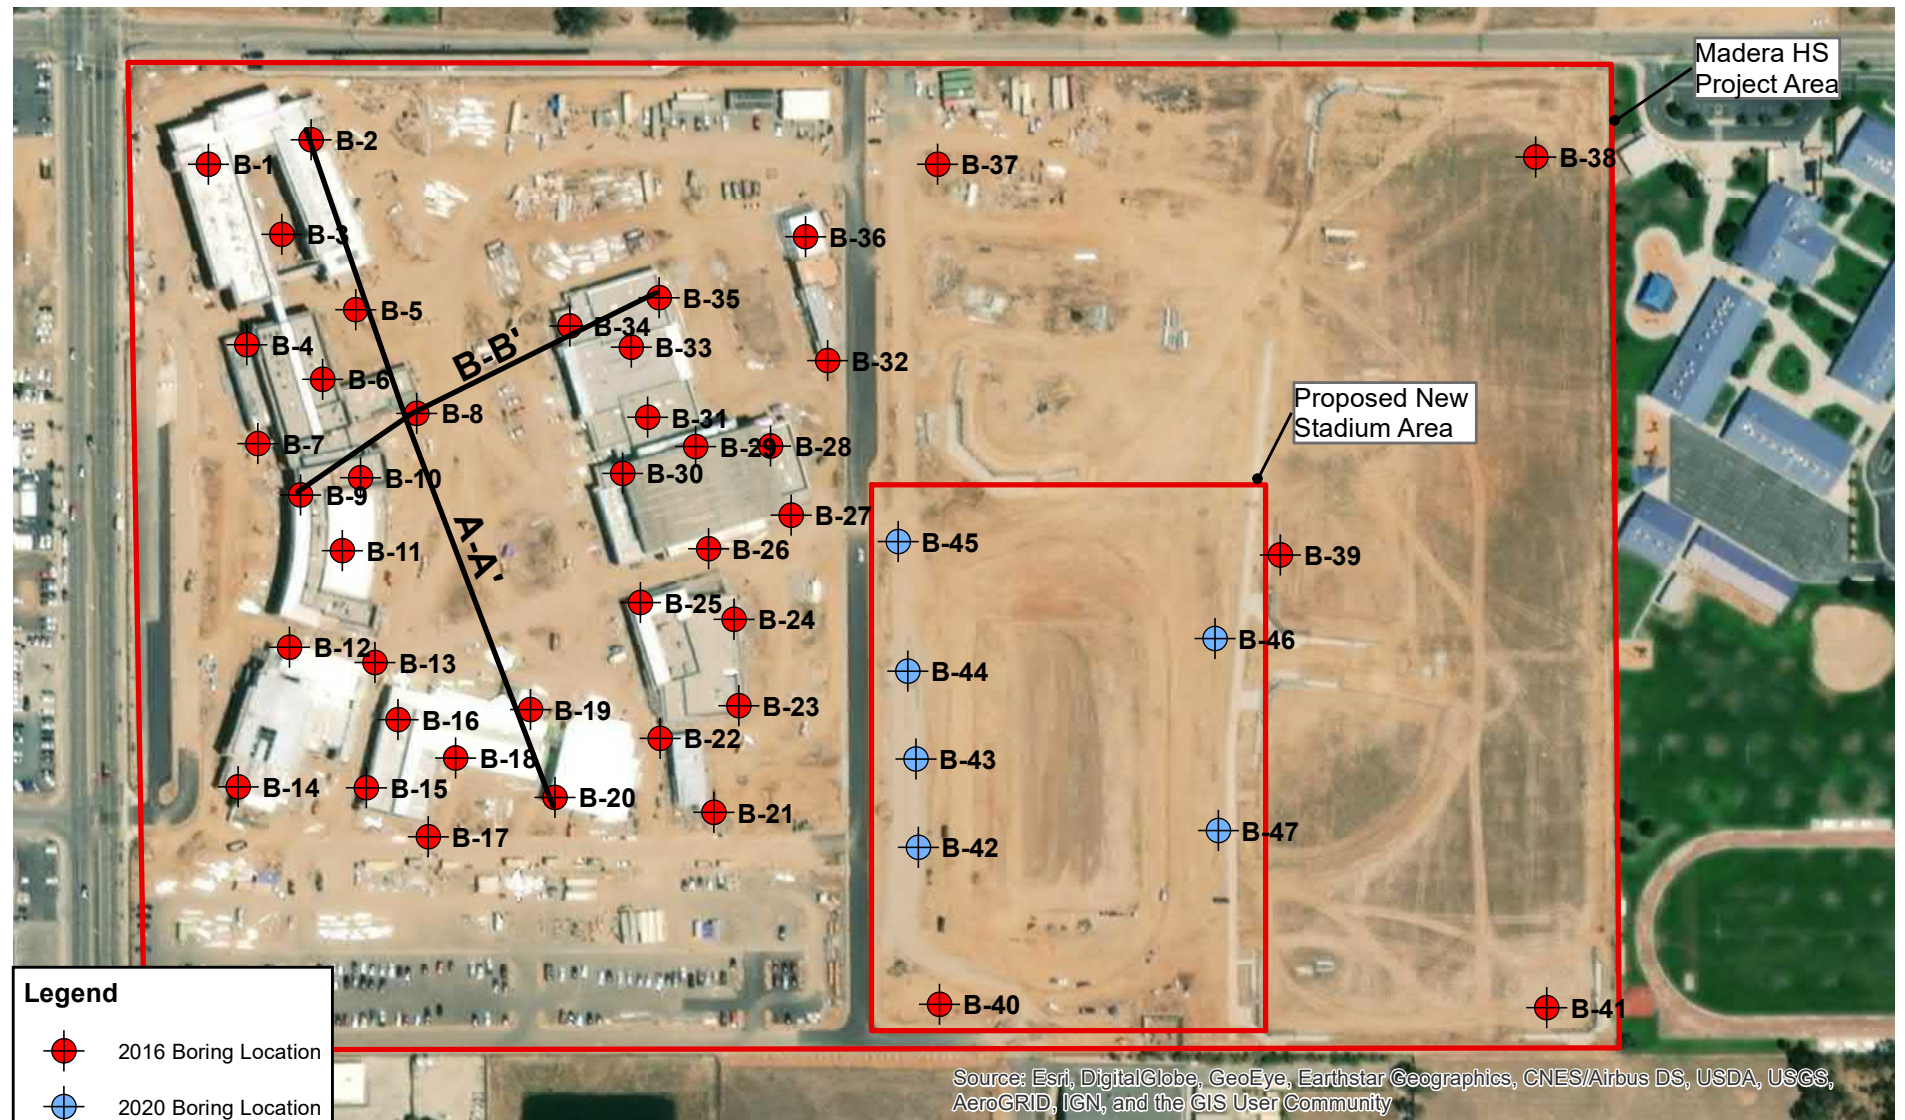 Madera HS
Project Area
B-2
B-1
B-37
B-38
B-3
B-36
B-35
B-5
B-34
B-4
B-33
B-B'
B-32
B-6
Proposed New
Stadium Area
B-8
B-31
B-7
B-29
B-28
B-30
B-10
B-9
B-27
B-45
B-11
B-26
B-39
A-A'
B-25
B-24
B-46
B-12
B-13
B-44
B-19
B-23
B-16
B-22
B-18
B-43
B-14
B-15
B-20
B-21
B-17
B-47
B-42
B-40
B-41
Legend
2016 Boring Location
2020 Boring Location
Source: Esri, DigitalGlobe, GeoEye, Earthstar Geographics, CNES/Airbus DS, USDA, USGS,
AeroGRID, IGN, and the GIS User Community